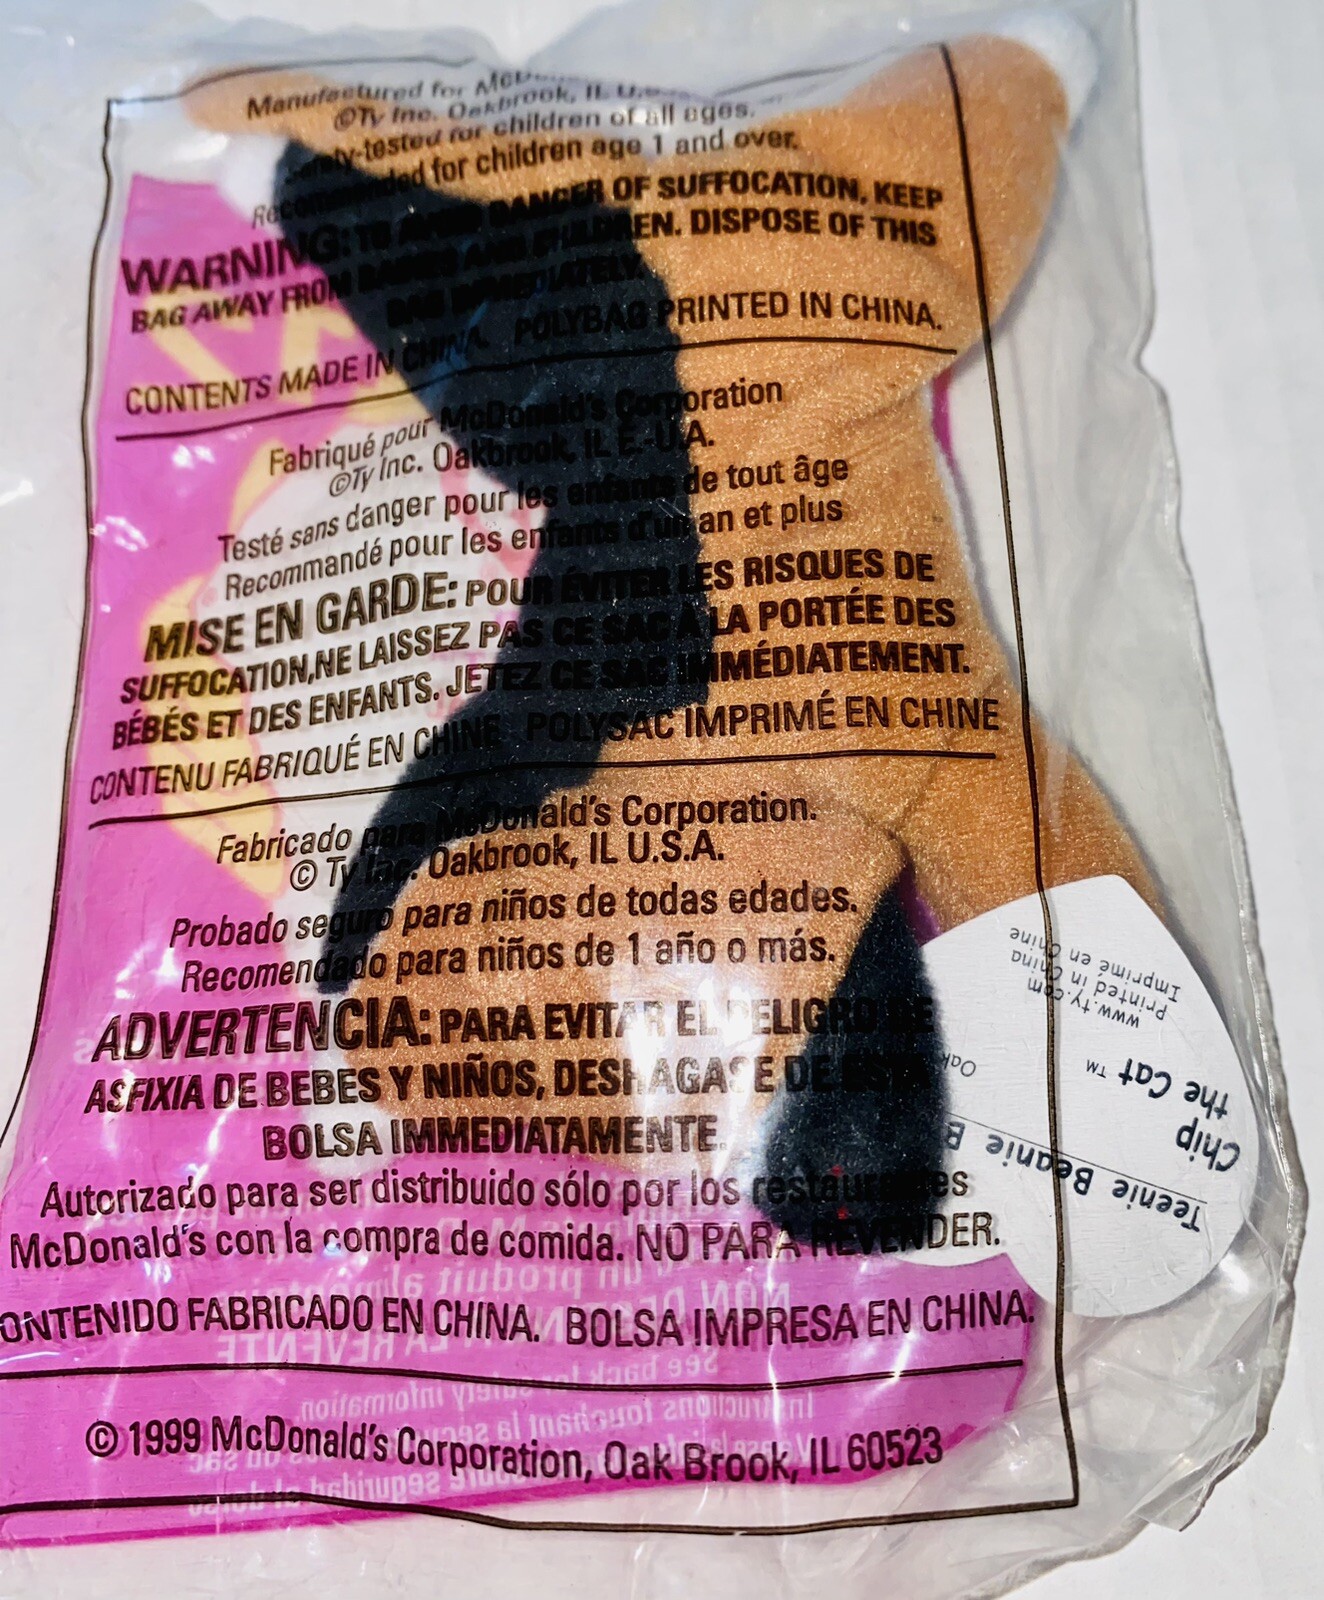 Manufactured for
©Ty Inc. Oakbrook, IL
Safety-tested for children of all ages.
Recommended for children age 1 and over.
WARNING: TO AVOID DANGER OF SUFFOCATION, KEEP
BAG AWAY FROM BABIES AND CHILDREN. DISPOSE OF THIS
BAG IMMEDIATELY.
CONTENTS MADE IN CHINA. POLYBAG PRINTED IN CHINA.
Fabriqué pour McDonald's Corporation
©Ty Inc. Oakbrook, IL E.-U.A.
Testé sans danger pour les enfants de tout âge
Recommandé pour les enfants d'un an et plus
MISE EN GARDE: POUR ÉVITER LES RISQUES DE
SUFFOCATION,NE LAISSEZ PAS CE SAC A LA PORTÉE DES
BÉBÉS ET DES ENFANTS. JETEZ CE SAC IMMÉDIATEMENT.
CONTENU FABRIQUÉ EN CHINE POLYSAC IMPRIMÉ EN CHINE
Fabricado para McDonald's Corporation.
© Ty Inc. Oakbrook, IL U.S.A.
Probado seguro para niños de todas edades.
Recomendado para niños de 1 año o más.
ADVERTENCIA: PARA EVITAR EL PELIGRO DE
ASFIXIA DE BEBES Y NIÑOS, DESHAGASE DE ESTA
BOLSA IMMEDIATAMENTE.
Autorizado para ser distribuido sólo por los restaurantes
McDonald's con la compra de comida. NO PARA REVENDER.
ONTENIDO FABRICADO EN CHINA. BOLSA IMPRESA EN CHINA.
© 1999 McDonald's Corporation, Oak Brook, IL 60523
Teenie Beanie B
Chip
the Cat ™
Oak
www.ty.com
Printed in China
Imprimé en Chine